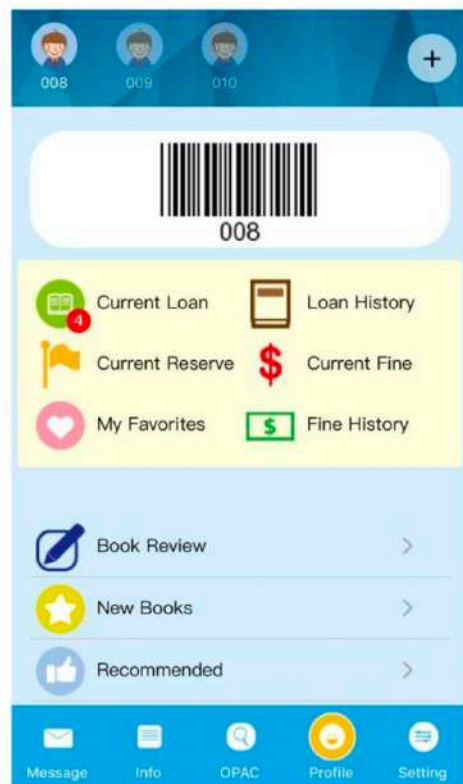 008 009 010
008
4
Current Loan Loan History
Current Reserve $ Current Fine
My Favorites $ Fine History
Book Review
New Books
Recommended
Message Info OPAC Profile Setting